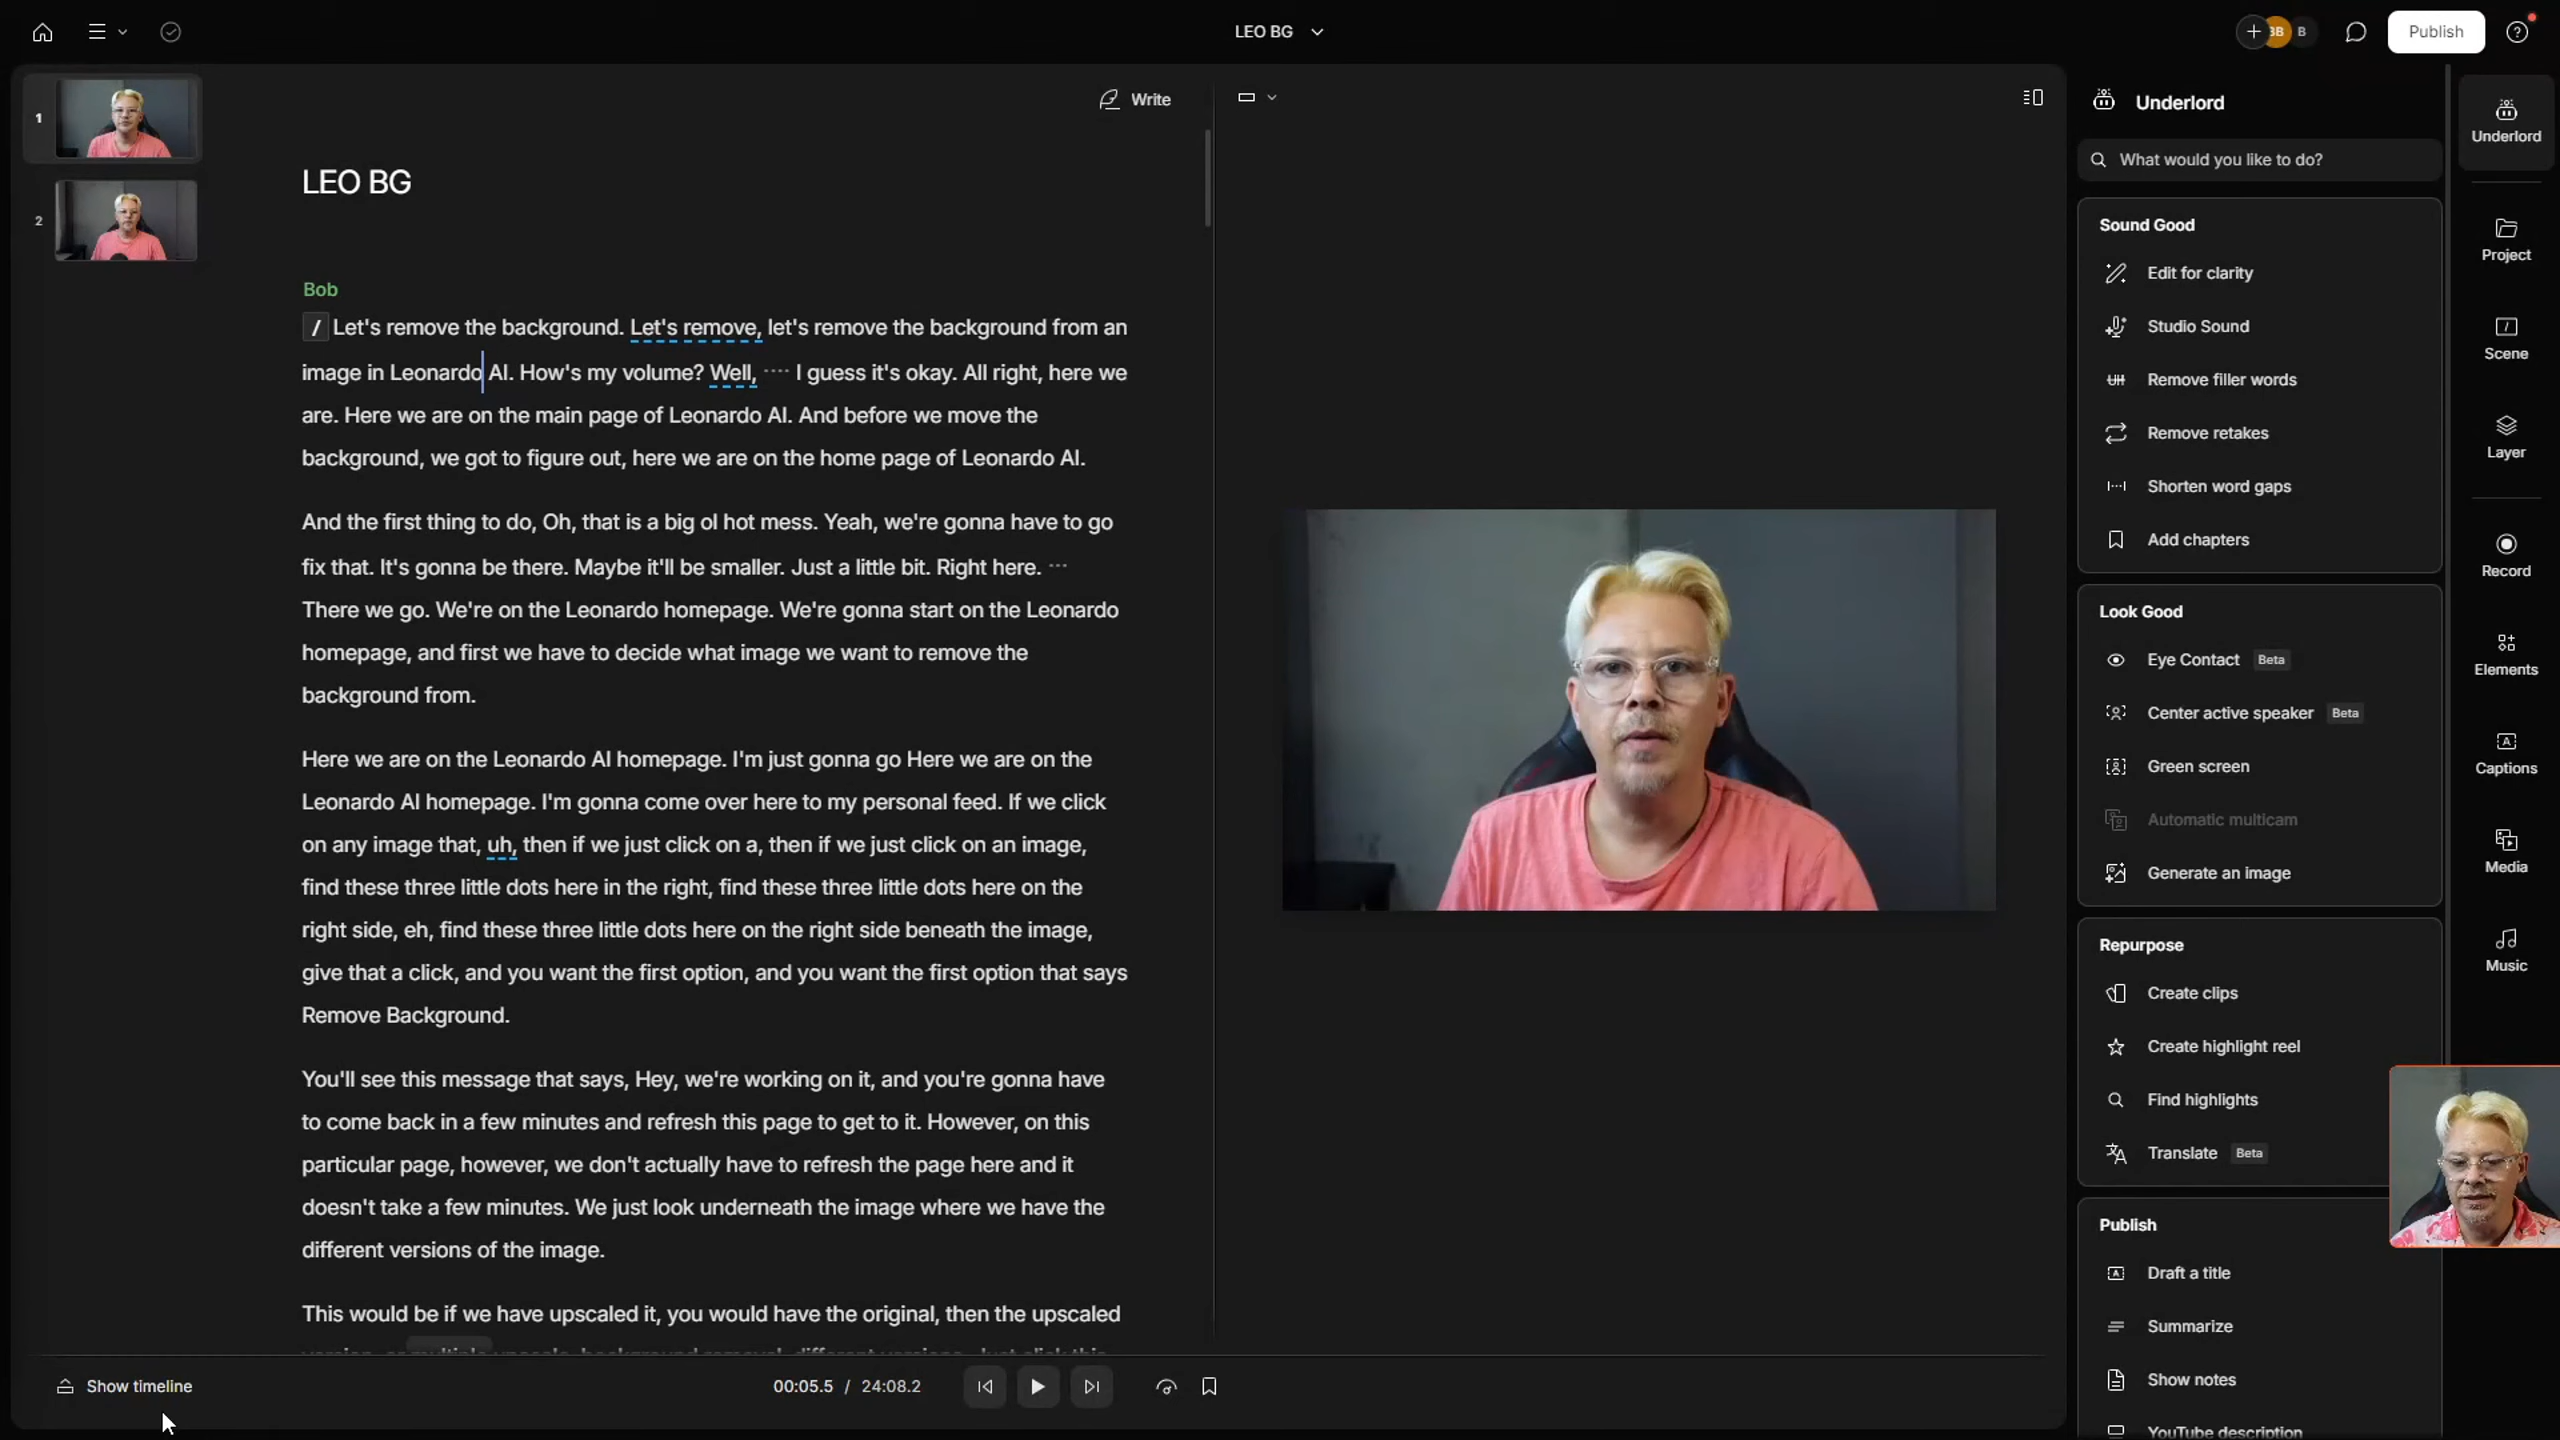 LEO BG
BB
B
Publish
1
2
Write
LEO BG
Bob
/ Let's remove the background. Let's remove, let's remove the background from an
image in Leonardo AI. How's my volume? Well, ···· I guess it's okay. All right, here we
are. Here we are on the main page of Leonardo AI. And before we move the
background, we got to figure out, here we are on the home page of Leonardo AI.
And the first thing to do, Oh, that is a big ol hot mess. Yeah, we're gonna have to go
fix that. It's gonna be there. Maybe it'll be smaller. Just a little bit. Right here. ···
There we go. We're on the Leonardo homepage. We're gonna start on the Leonardo
homepage, and first we have to decide what image we want to remove the
background from.
Here we are on the Leonardo AI homepage. I'm just gonna go Here we are on the
Leonardo AI homepage. I'm gonna come over here to my personal feed. If we click
on any image that, uh, then if we just click on a, then if we just click on an image,
find these three little dots here in the right, find these three little dots here on the
right side, eh, find these three little dots here on the right side beneath the image,
give that a click, and you want the first option, and you want the first option that says
Remove Background.
You'll see this message that says, Hey, we're working on it, and you're gonna have
to come back in a few minutes and refresh this page to get to it. However, on this
particular page, however, we don't actually have to refresh the page here and it
doesn't take a few minutes. We just look underneath the image where we have the
different versions of the image.
This would be if we have upscaled it, you would have the original, then the upscaled
Show timeline
00:05.5 / 24:08.2
Underlord
What would you like to do?
Sound Good
Edit for clarity
Studio Sound
Remove filler words
Remove retakes
Shorten word gaps
Add chapters
Look Good
Eye Contact Beta
Center active speaker Beta
Green screen
Automatic multicam
Generate an image
Repurpose
Create clips
Create highlight reel
Find highlights
Translate Beta
Publish
Draft a title
Summarize
Show notes
YouTube description
Underlord
Project
Scene
Layer
Record
Elements
Captions
Media
Music